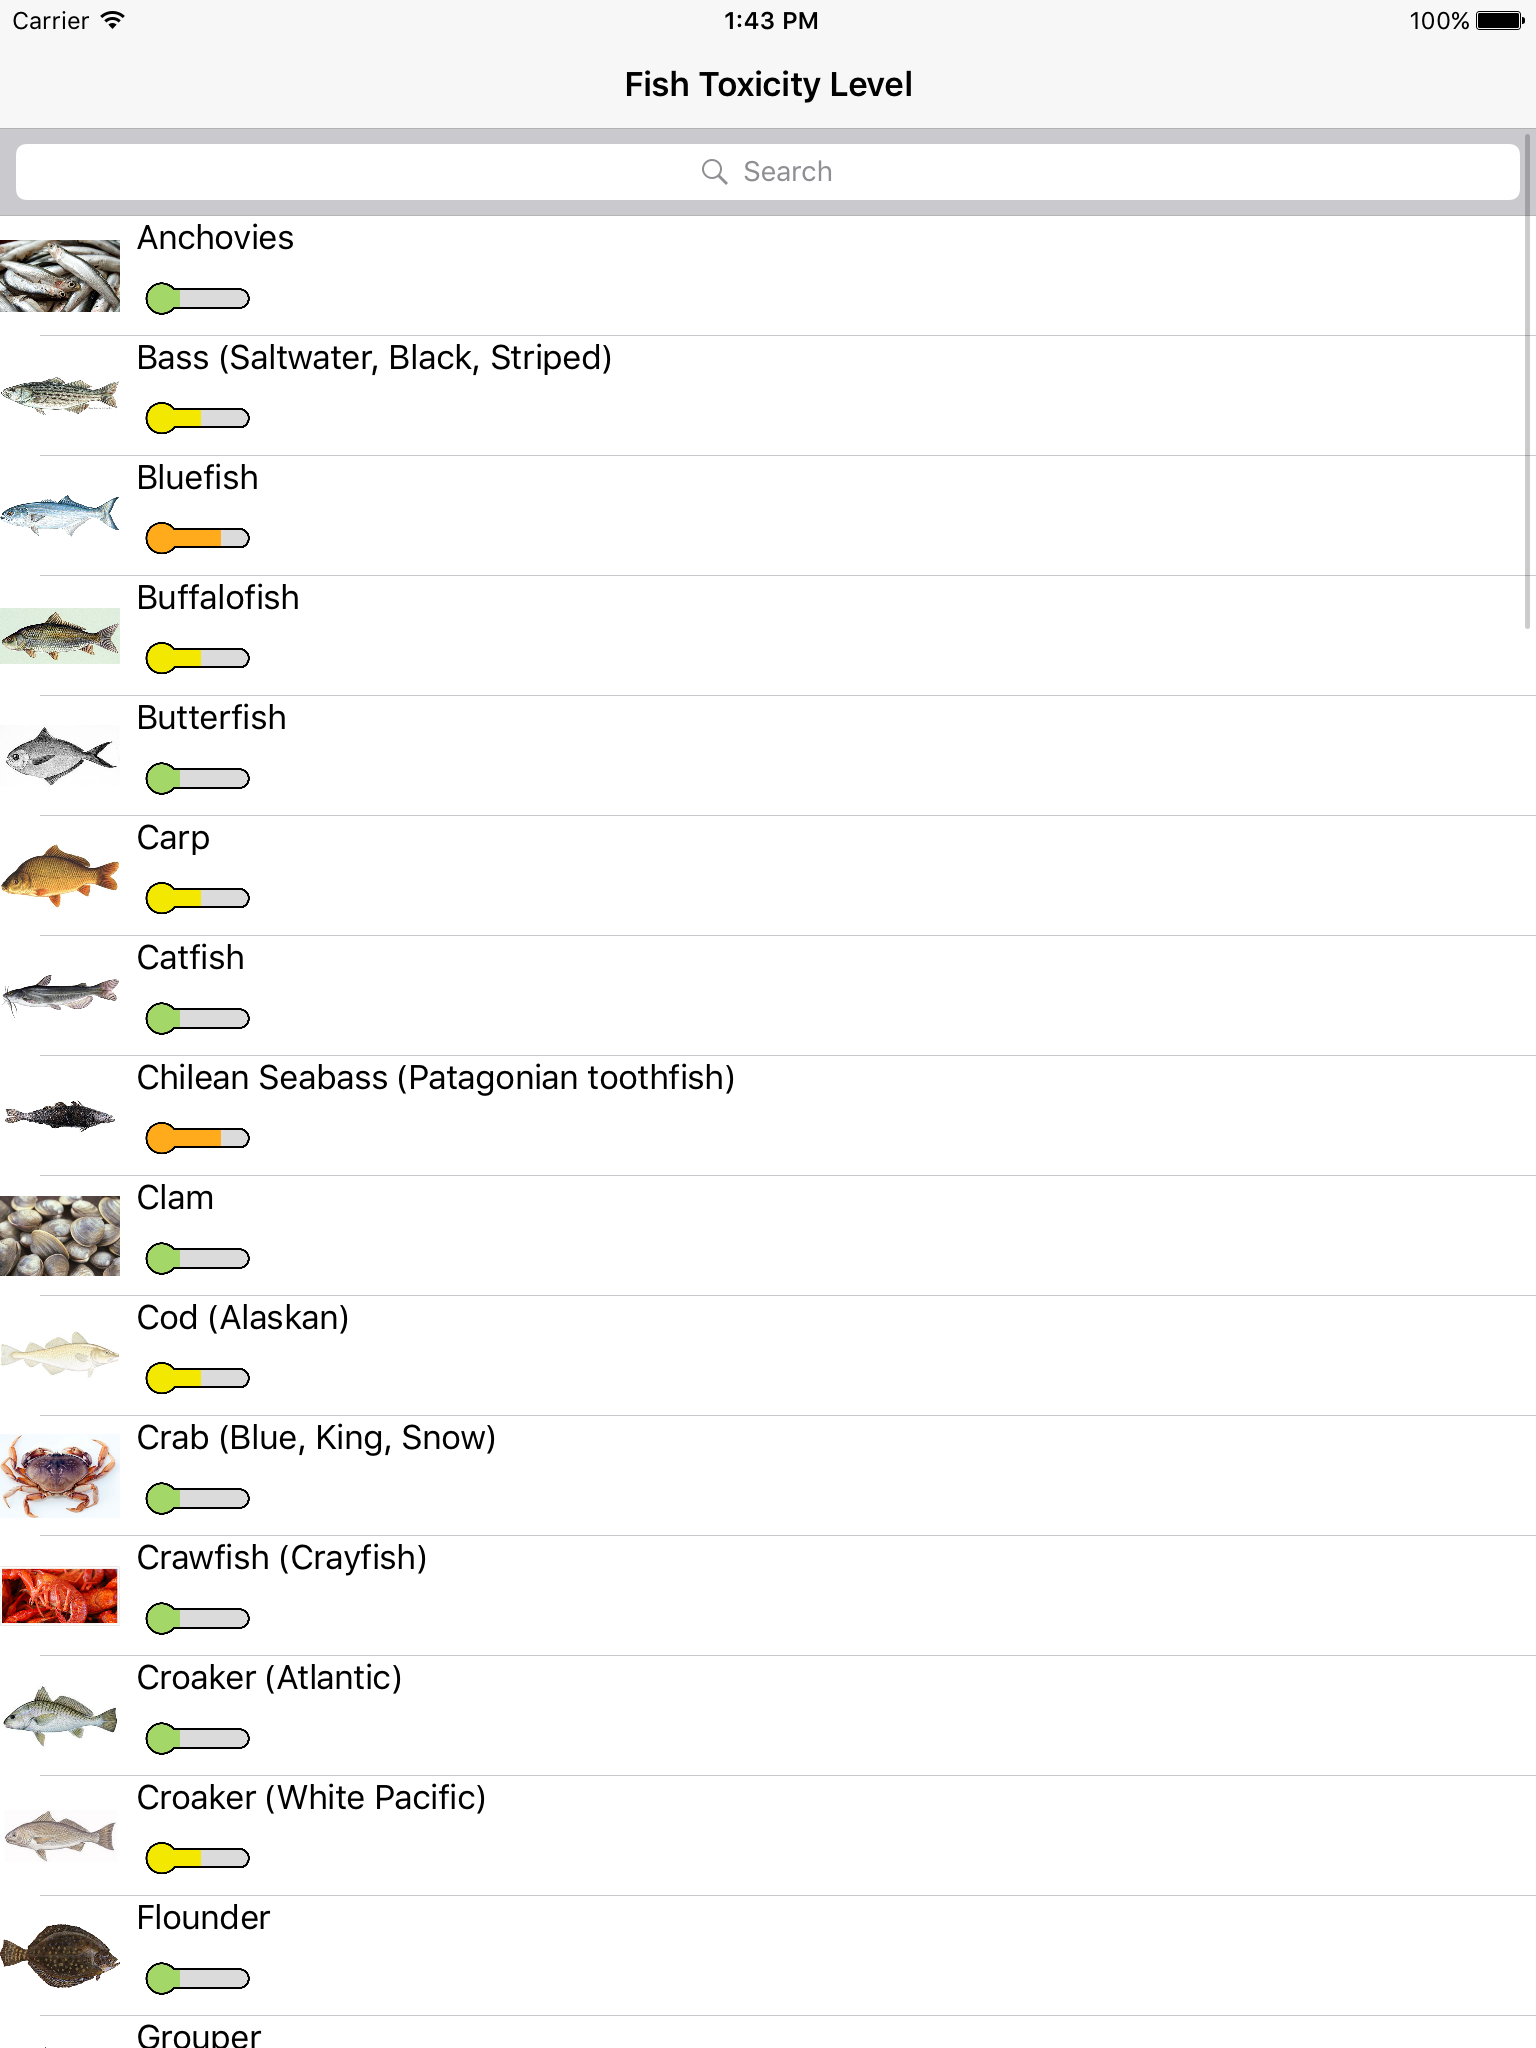 Carrier 1:43 PM 100%
Fish Toxicity Level
Search
Anchovies
Bass (Saltwater, Black, Striped)
Bluefish
Buffalofish
Butterfish
Carp
Catfish
Chilean Seabass (Patagonian toothfish)
Clam
Cod (Alaskan)
Crab (Blue, King, Snow)
Crawfish (Crayfish)
Croaker (Atlantic)
Croaker (White Pacific)
Flounder
Grouper